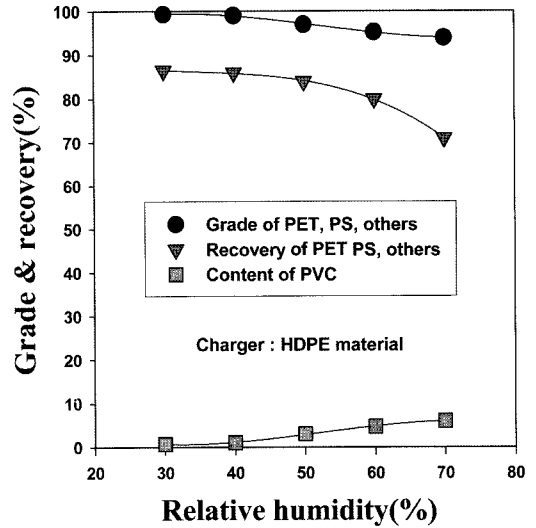 Grade & recovery(%)
100
90
80
70
60
50
40
30
20
10
0
Grade of PET, PS, others
Recovery of PET PS, others
Content of PVC
Charger : HDPE material
20 30 40 50 60 70 80
Relative humidity(%)